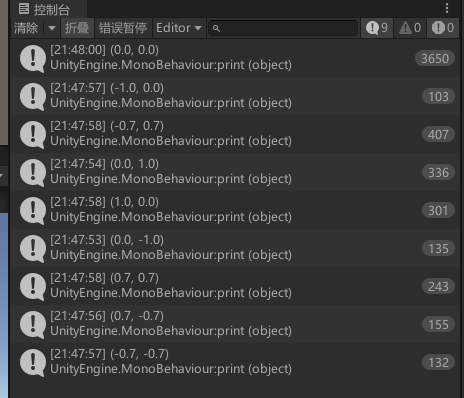 控制台
清除 折叠 错误暂停 Editor 9 0 0
[21:48:00] (0.0, 0.0)
UnityEngine.MonoBehaviour:print (object)
3650
[21:47:57] (-1.0, 0.0)
UnityEngine.MonoBehaviour:print (object)
103
[21:47:58] (-0.7, 0.7)
UnityEngine.MonoBehaviour:print (object)
407
[21:47:54] (0.0, 1.0)
UnityEngine.MonoBehaviour:print (object)
336
[21:47:58] (1.0, 0.0)
UnityEngine.MonoBehaviour:print (object)
301
[21:47:53] (0.0, -1.0)
UnityEngine.MonoBehaviour:print (object)
135
[21:47:58] (0.7, 0.7)
UnityEngine.MonoBehaviour:print (object)
243
[21:47:56] (0.7, -0.7)
UnityEngine.MonoBehaviour:print (object)
155
[21:47:57] (-0.7, -0.7)
UnityEngine.MonoBehaviour:print (object)
132